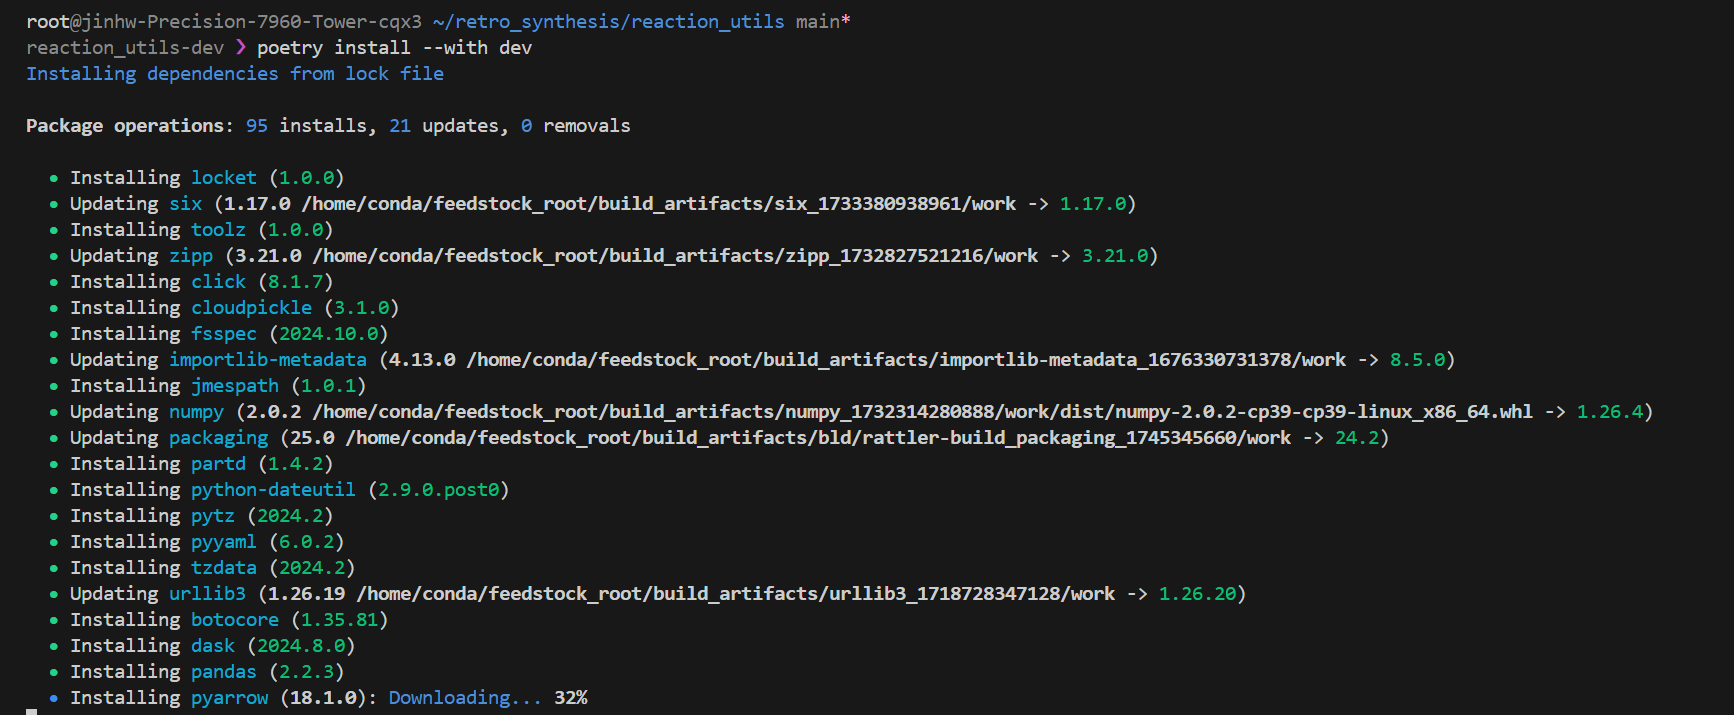 root@jinhw-Precision-7960-Tower-cqx3 ~/retro_synthesis/reaction_utils main*
reaction_utils-dev ❯ poetry install --with dev
Installing dependencies from lock file
Package operations: 95 installs, 21 updates, 0 removals
• Installing locket (1.0.0)
• Updating six (1.17.0 /home/conda/feedstock_root/build_artifacts/six_1733380938961/work -> 1.17.0)
• Installing toolz (1.0.0)
• Updating zipp (3.21.0 /home/conda/feedstock_root/build_artifacts/zipp_1732827521216/work -> 3.21.0)
• Installing click (8.1.7)
• Installing cloudpickle (3.1.0)
• Installing fsspec (2024.10.0)
• Updating importlib-metadata (4.13.0 /home/conda/feedstock_root/build_artifacts/importlib-metadata_1676330731378/work -> 8.5.0)
• Installing jmespath (1.0.1)
• Updating numpy (2.0.2 /home/conda/feedstock_root/build_artifacts/numpy_1732314280888/work/dist/numpy-2.0.2-cp39-cp39-linux_x86_64.whl -> 1.26.4)
• Updating packaging (25.0 /home/conda/feedstock_root/build_artifacts/bld/rattler-build_packaging_1745345660/work -> 24.2)
• Installing partd (1.4.2)
• Installing python-dateutil (2.9.0.post0)
• Installing pytz (2024.2)
• Installing pyyaml (6.0.2)
• Installing tzdata (2024.2)
• Updating urllib3 (1.26.19 /home/conda/feedstock_root/build_artifacts/urllib3_1718728347128/work -> 1.26.20)
• Installing botocore (1.35.81)
• Installing dask (2024.8.0)
• Installing pandas (2.2.3)
• Installing pyarrow (18.1.0): Downloading... 32%